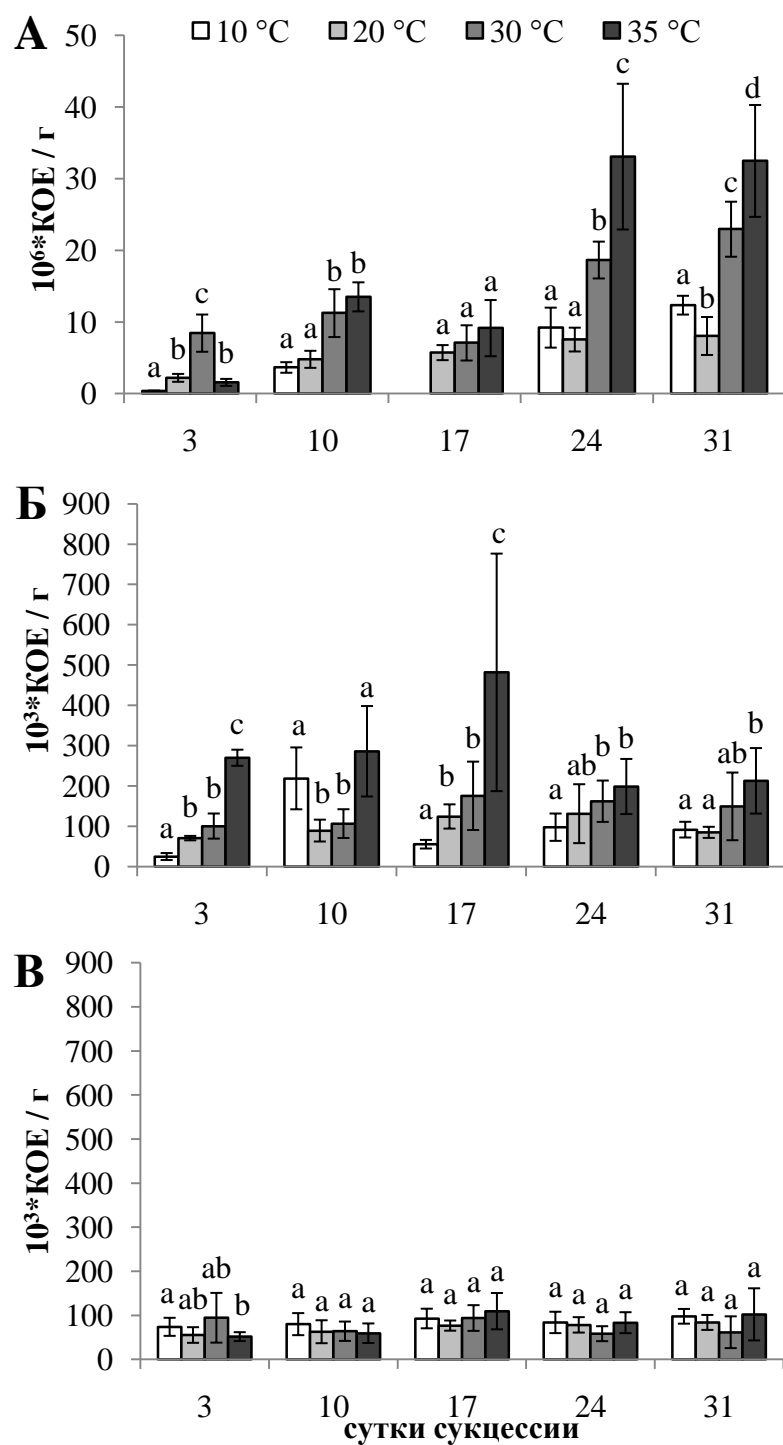 А
10 °C 20 °C 30 °C 35 °C
10⁶*КОЕ / г
50
40
30
20
10
0
a b c b
a a b b
a a a
a a b c
a b c d
3 10 17 24 31
Б
10³*КОЕ / г
900
800
700
600
500
400
300
200
100
0
a b b c
a b b a
a b b c
a ab b b
a a ab b
3 10 17 24 31
В
10³*КОЕ / г
900
800
700
600
500
400
300
200
100
0
a ab ab b
a a a a
a a a a
a a a a
a a a a
3 10 17 24 31
сутки сукцессии